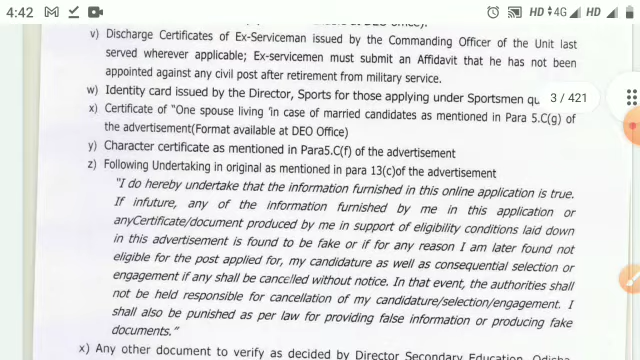 4:42 HD 4G HD
v) Discharge Certificates of Ex-Serviceman issued by the Commanding Officer of the Unit last
served wherever applicable; Ex-servicemen must submit an Affidavit that he has not been
appointed against any civil post after retirement from military service.
w) Identity card issued by the Director, Sports for those applying under Sportsmen qu
3 / 421
x) Certificate of "One spouse living 'in case of married candidates as mentioned in Para 5.C(g) of
the advertisement(Format available at DEO Office)
y) Character certificate as mentioned in Para5.C(f) of the advertisement
z) Following Undertaking in original as mentioned in para 13(c)of the advertisement
"I do hereby undertake that the information furnished in this online application is true.
If infuture, any of the information furnished by me in this application or
anyCertificate/document produced by me in support of eligibility conditions laid down
in this advertisement is found to be fake or if for any reason I am later found not
eligible for the post applied for, my candidature as well as consequential selection or
engagement if any shall be cancelled without notice. In that event, the authorities shall
not be held responsible for cancellation of my candidature/selection/engagement. I
shall also be punished as per law for providing false information or producing fake
documents."
x) Any other document to verify as decided by Director Secondary Education, Odisha